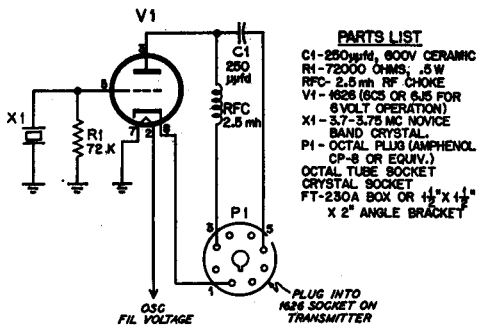 V1
3
C1
250
µµfd
5
X1
R1
72.K
7
2
8
RFC
2.5 mh
3
P1
5
1
OSC
FIL VOLTAGE
PLUG INTO
1626 SOCKET ON
TRANSMITTER
PARTS LIST
C1-250µµfd, 600V CERAMIC
R1-72000 OHMS, .5W
RFC- 2.5 mh RF CHOKE
V1-1626 (6C5 OR 6J5 FOR
6 VOLT OPERATION)
X1-3.7-3.75 MC NOVICE
BAND CRYSTAL.
P1- OCTAL PLUG (AMPHENOL
CP-8 OR EQUIV.)
OCTAL TUBE SOCKET
CRYSTAL SOCKET
FT-230A BOX OR 1 1/2" X 1 1/2"
X 2" ANGLE BRACKET